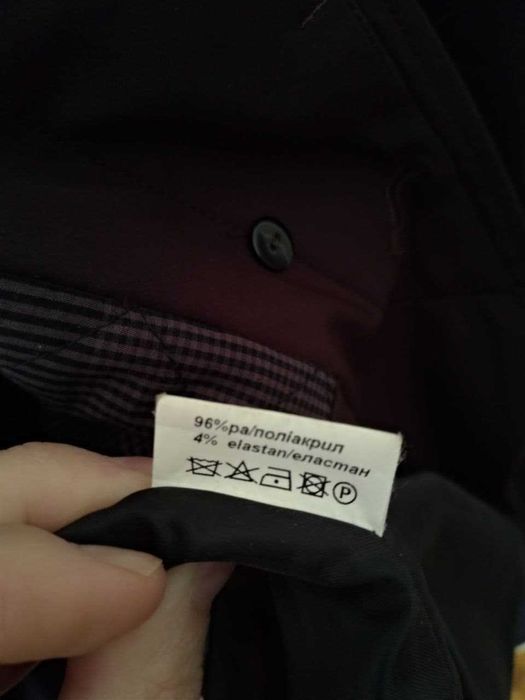 96%pa/поліакрил
4% elastan/еластан
P